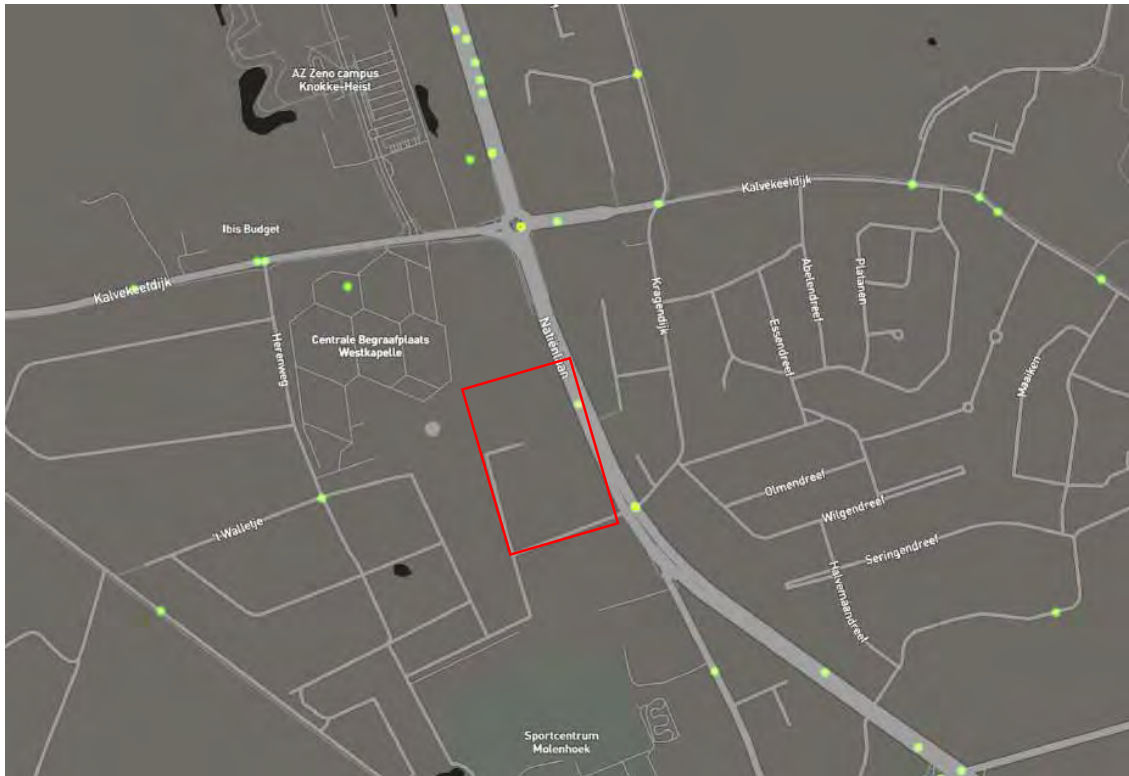 AZ Zeno campus
Knokke-Heist
Kalvekeetdijk
Ibis Budget
Kalvekeetdijk
Centrale Begraafplaats
Westkapelle
Herenweg
Natiënlaan
Kragendijk
Abelendreef
Platanen
Essendreef
Maaiken
Olmendreef
Wilgendreef
't Walletje
Seringendreef
Halvemaandreef
Sportcentrum
Molenhoek